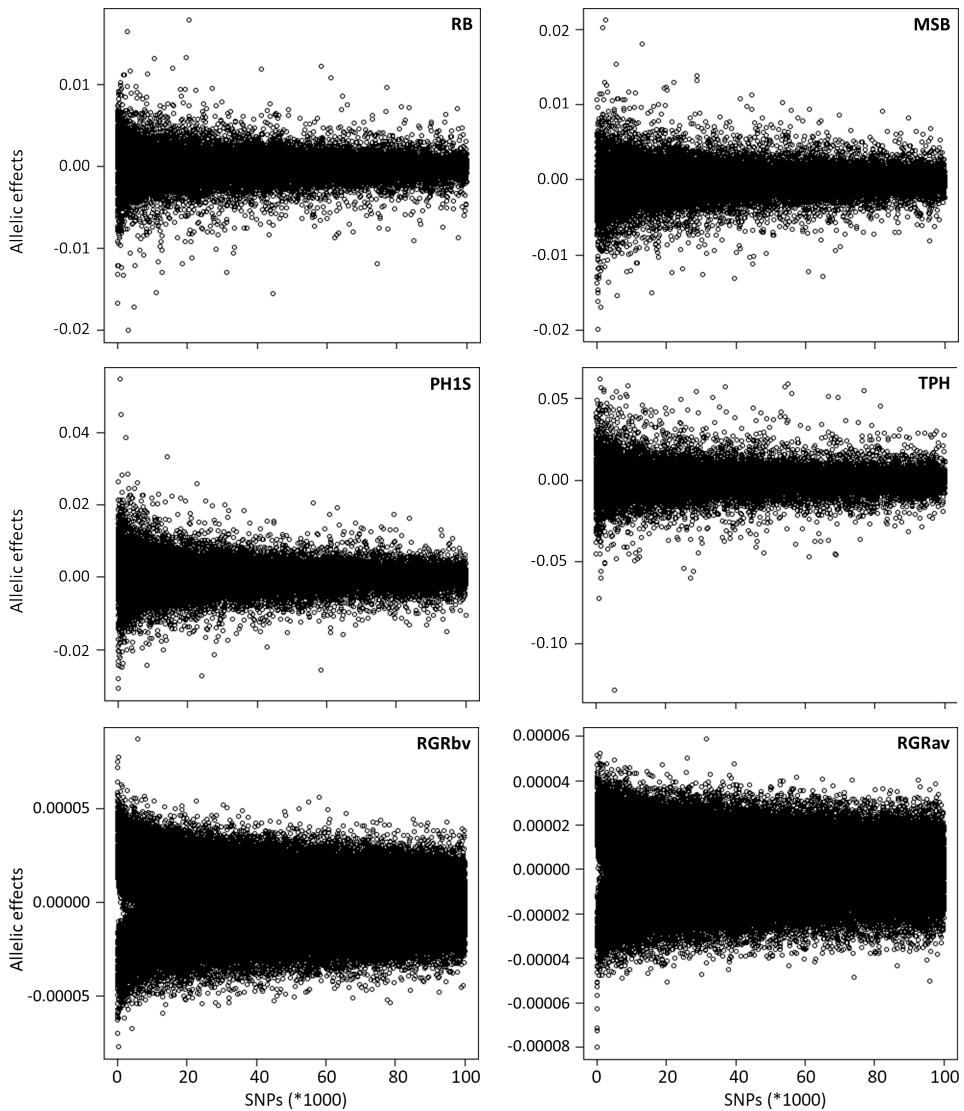 RB
0.01
0.00
-0.01
-0.02
Allelic effects
MSB
0.02
0.01
0.00
-0.01
-0.02
PH1S
0.04
0.02
0.00
-0.02
Allelic effects
TPH
0.05
0.00
-0.05
-0.10
RGRbv
0.00005
0.00000
-0.00005
Allelic effects
0 20 40 60 80 100
SNPs (*1000)
RGRav
0.00006
0.00004
0.00002
0.00000
-0.00002
-0.00004
-0.00006
-0.00008
0 20 40 60 80 100
SNPs (*1000)